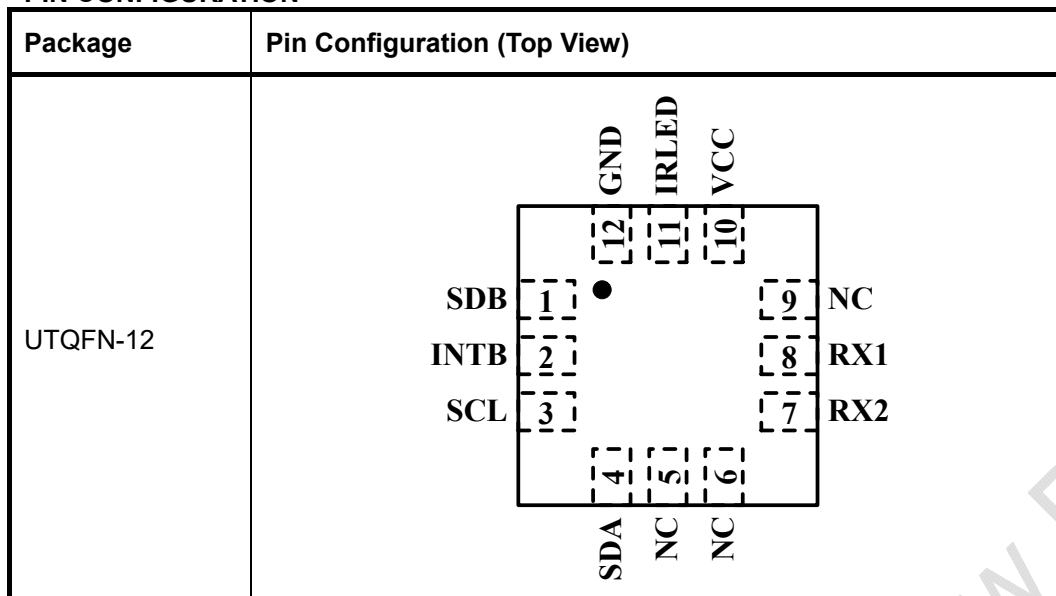 Package
Pin Configuration (Top View)
UTQFN-12
GND
IRLED
VCC
12
11
10
SDB 1
9 NC
INTB 2
8 RX1
SCL 3
7 RX2
4
5
6
SDA
NC
NC